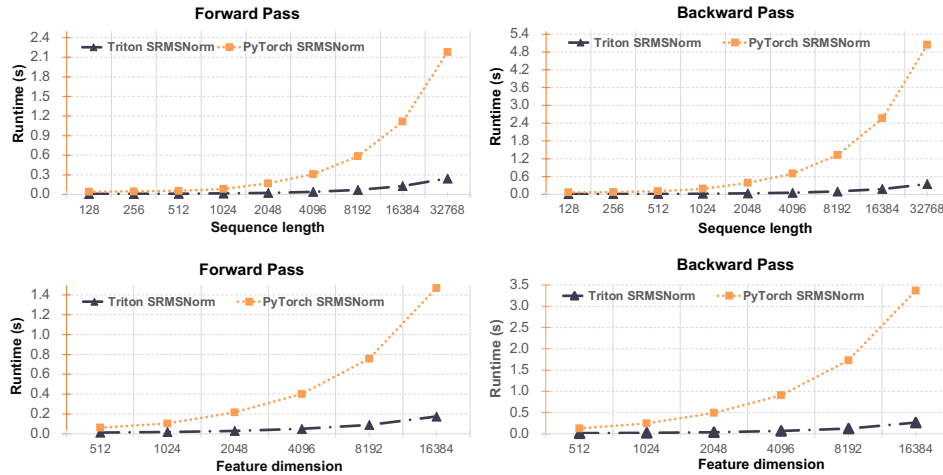 Forward Pass
Triton SRMSNorm PyTorch SRMSNorm
Runtime (s)
2.4
2.1
1.8
1.5
1.2
0.9
0.6
0.3
0.0
128 256 512 1024 2048 4096 8192 16384 32768
Sequence length
Backward Pass
Triton SRMSNorm PyTorch SRMSNorm
Runtime (s)
5.4
4.8
4.2
3.6
3.0
2.4
1.8
1.2
0.6
0.0
128 256 512 1024 2048 4096 8192 16384 32768
Sequence length
Forward Pass
Triton SRMSNorm PyTorch SRMSNorm
Runtime (s)
1.4
1.2
1.0
0.8
0.6
0.4
0.2
0.0
512 1024 2048 4096 8192 16384
Feature dimension
Backward Pass
Triton SRMSNorm PyTorch SRMSNorm
Runtime (s)
3.5
3.0
2.5
2.0
1.5
1.0
0.5
0.0
512 1024 2048 4096 8192 16384
Feature dimension